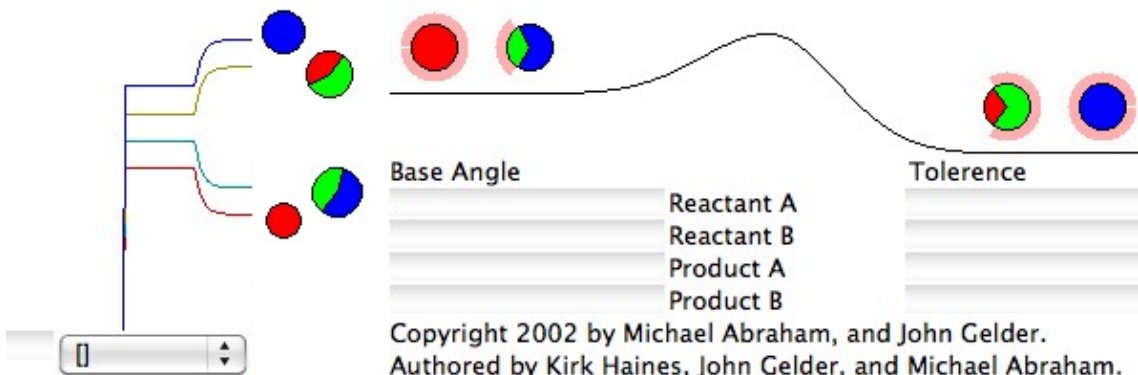 Base Angle Tolerence
Reactant A
Reactant B
Product A
Product B
[]
Copyright 2002 by Michael Abraham, and John Gelder.
Authored by Kirk Haines, John Gelder, and Michael Abraham.